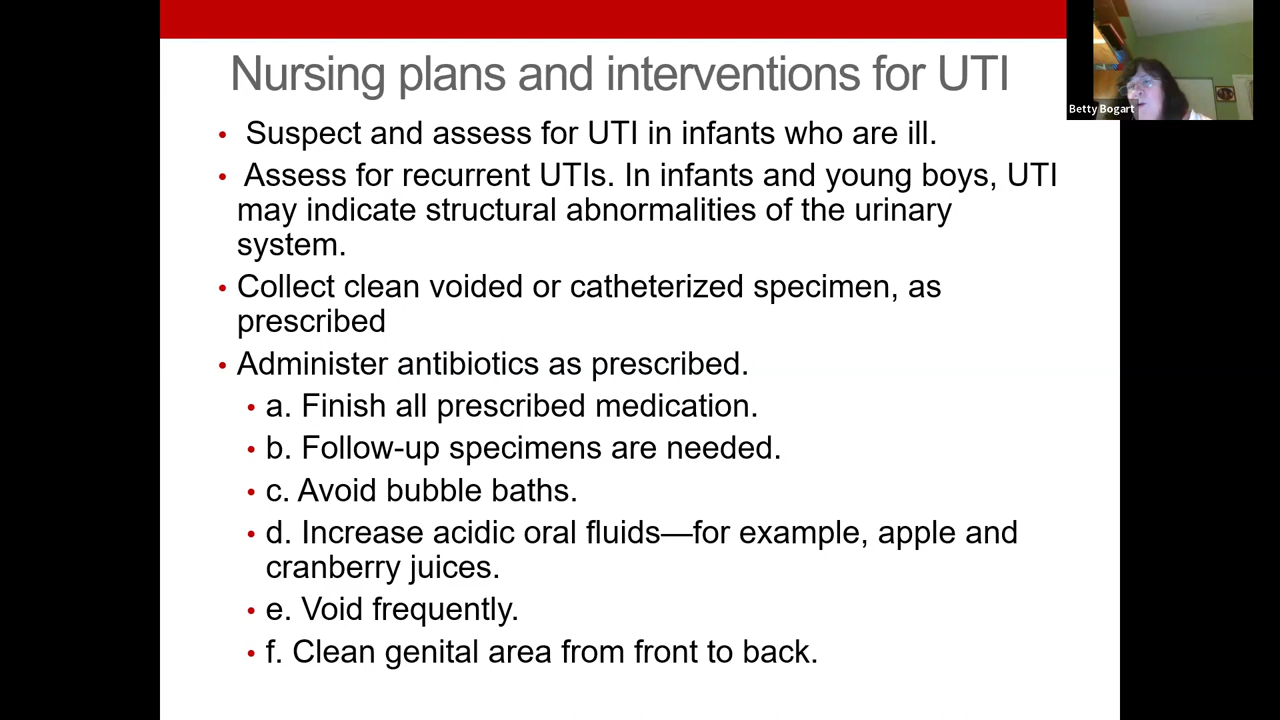 Nursing plans and interventions for UTI
Betty Bogart
• Suspect and assess for UTI in infants who are ill.
• Assess for recurrent UTIs. In infants and young boys, UTI
may indicate structural abnormalities of the urinary
system.
• Collect clean voided or catheterized specimen, as
prescribed
• Administer antibiotics as prescribed.
• a. Finish all prescribed medication.
• b. Follow-up specimens are needed.
• c. Avoid bubble baths.
• d. Increase acidic oral fluids—for example, apple and
cranberry juices.
• e. Void frequently.
• f. Clean genital area from front to back.